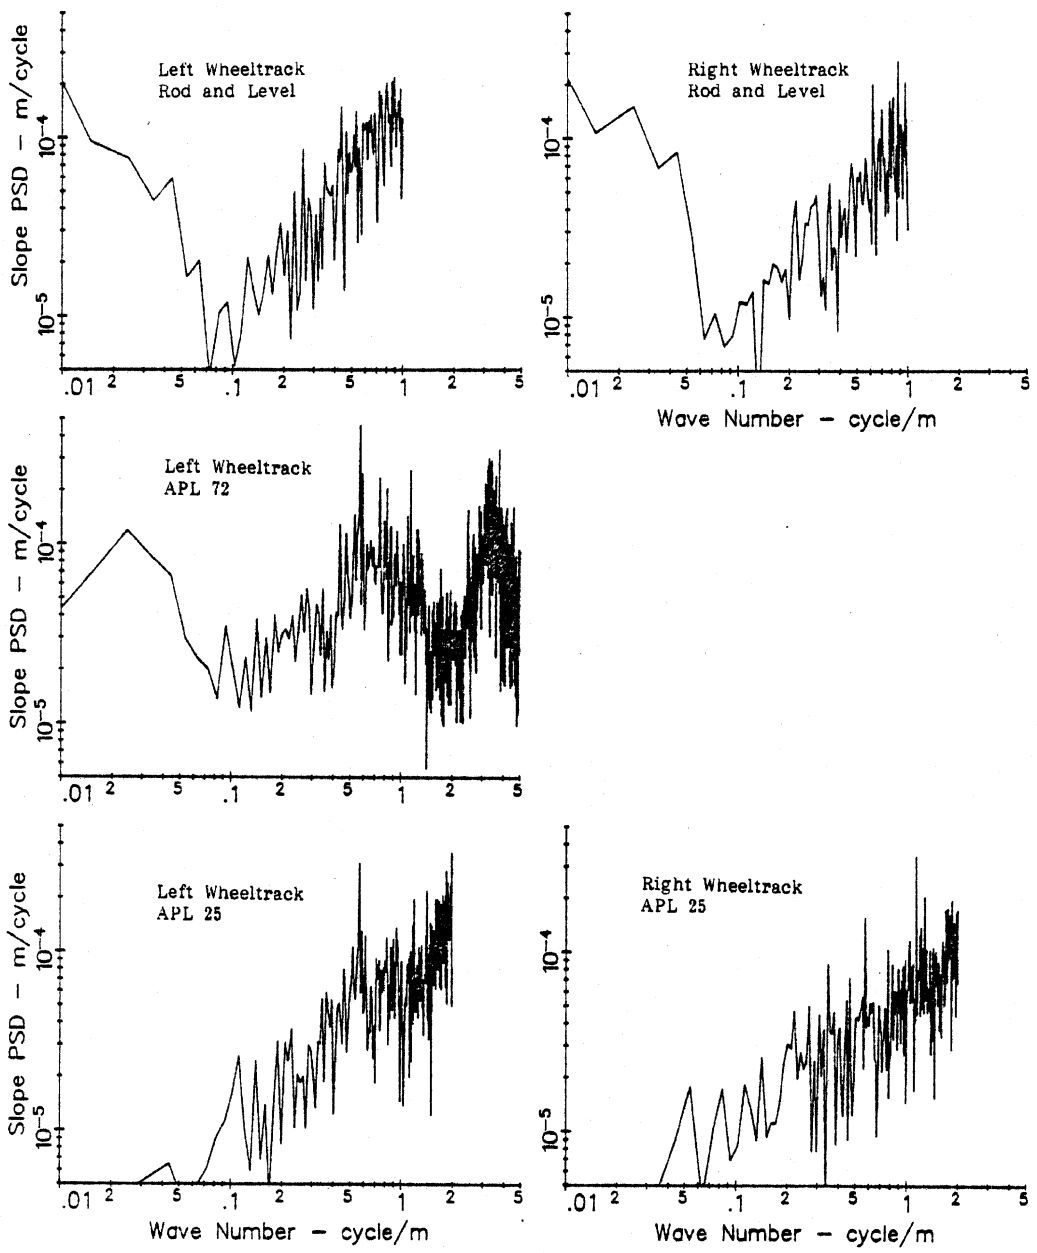 Slope PSD – m/cycle
10⁻⁴
10⁻⁵
Left Wheeltrack
Rod and Level
.01 2 5 .1 2 5 1 2 5
10⁻⁴
10⁻⁵
Right Wheeltrack
Rod and Level
.01 2 5 .1 2 5 1 2 5
Wave Number – cycle/m
Slope PSD – m/cycle
10⁻⁴
10⁻⁵
Left Wheeltrack
APL 72
.01 2 5 .1 2 5 1 2 5
Slope PSD – m/cycle
10⁻⁴
10⁻⁵
Left Wheeltrack
APL 25
.01 2 5 .1 2 5 1 2 5
Wave Number – cycle/m
10⁻⁴
10⁻⁵
Right Wheeltrack
APL 25
.01 2 5 .1 2 5 1 2 5
Wave Number – cycle/m